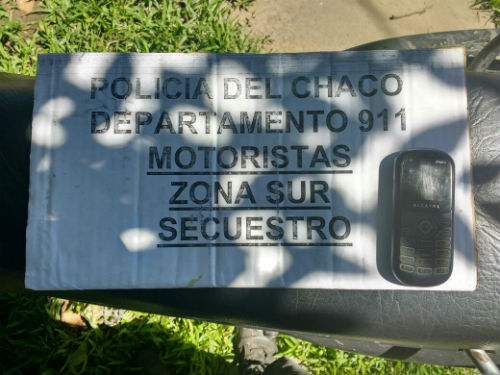 POLICIA DEL CHACO
DEPARTAMENTO 911
MOTORISTAS
ZONA SUR
SECUESTRO
ALCATEL